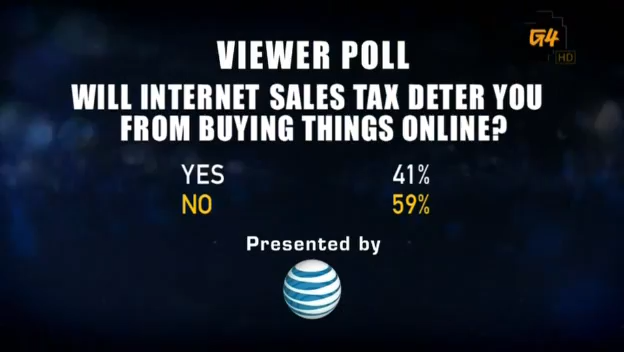 G4
HD
VIEWER POLL
WILL INTERNET SALES TAX DETER YOU
FROM BUYING THINGS ONLINE?
YES 41%
NO 59%
Presented by